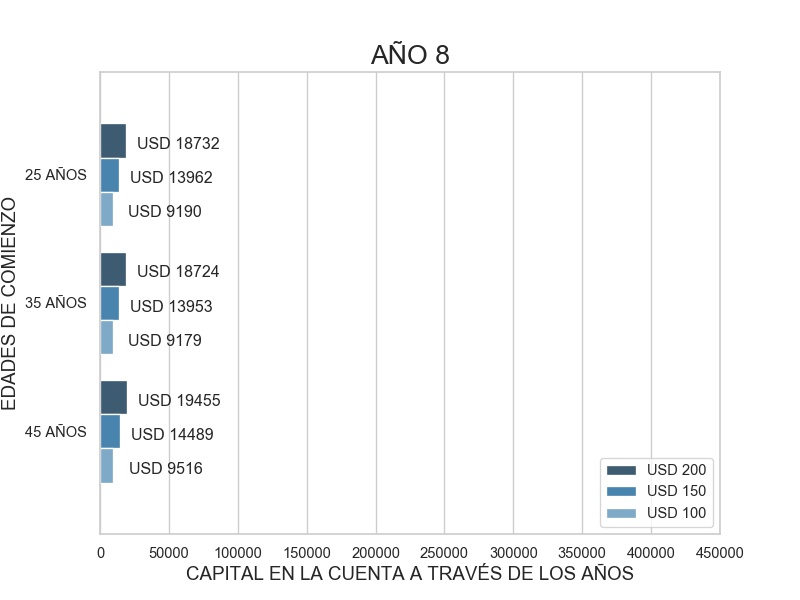 AÑO 8
EDADES DE COMIENZO
25 AÑOS
USD 18732
USD 13962
USD 9190
35 AÑOS
USD 18724
USD 13953
USD 9179
45 AÑOS
USD 19455
USD 14489
USD 9516
USD 200
USD 150
USD 100
0 50000 100000 150000 200000 250000 300000 350000 400000 450000
CAPITAL EN LA CUENTA A TRAVÉS DE LOS AÑOS